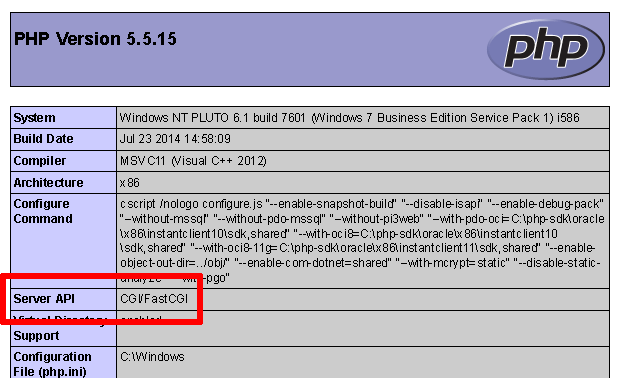 PHP Version 5.5.15
php
System Windows NT PLUTO 6.1 build 7601 (Windows 7 Business Edition Service Pack 1) i586
Build Date Jul 23 2014 14:58:09
Compiler MSVC11 (Visual C++ 2012)
Architecture x86
Configure Command cscript /nologo configure.js "--enable-snapshot-build" "--disable-isapi" "--enable-debug-pack"
"--without-mssql" "--without-pdo-mssql" "--without-pi3web" "--with-pdo-oci=C:\php-sdk\oracle
\x86\instantclient10\sdk,shared" "--with-oci8=C:\php-sdk\oracle\x86\instantclient10
\sdk,shared" "--with-oci8-11g=C:\php-sdk\oracle\x86\instantclient11\sdk,shared" "--enable-
object-out-dir=../obj/" "--enable-com-dotnet=shared" "--with-mcrypt=static" "--disable-static-
analyze" "--with-pgo"
Server API CGI/FastCGI
Virtual Directory Support enabled
Configuration File (php.ini) C:\Windows